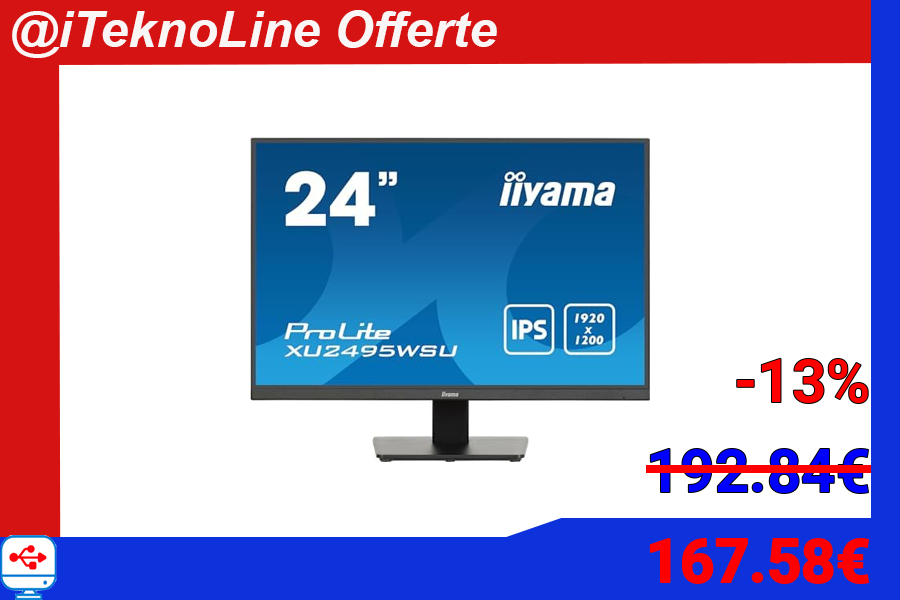 @iTeknoLine Offerte
24”
iiyama
ProLite
XU2495WSU
IPS
1920
x
1200
iiyama
-13%
192.84€
167.58€